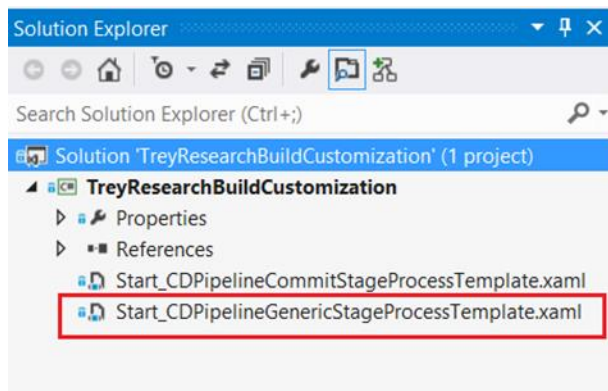 Solution Explorer
Search Solution Explorer (Ctrl+;)
Solution 'TreyResearchBuildCustomization' (1 project)
TreyResearchBuildCustomization
Properties
References
Start_CDPipelineCommitStageProcessTemplate.xaml
Start_CDPipelineGenericStageProcessTemplate.xaml